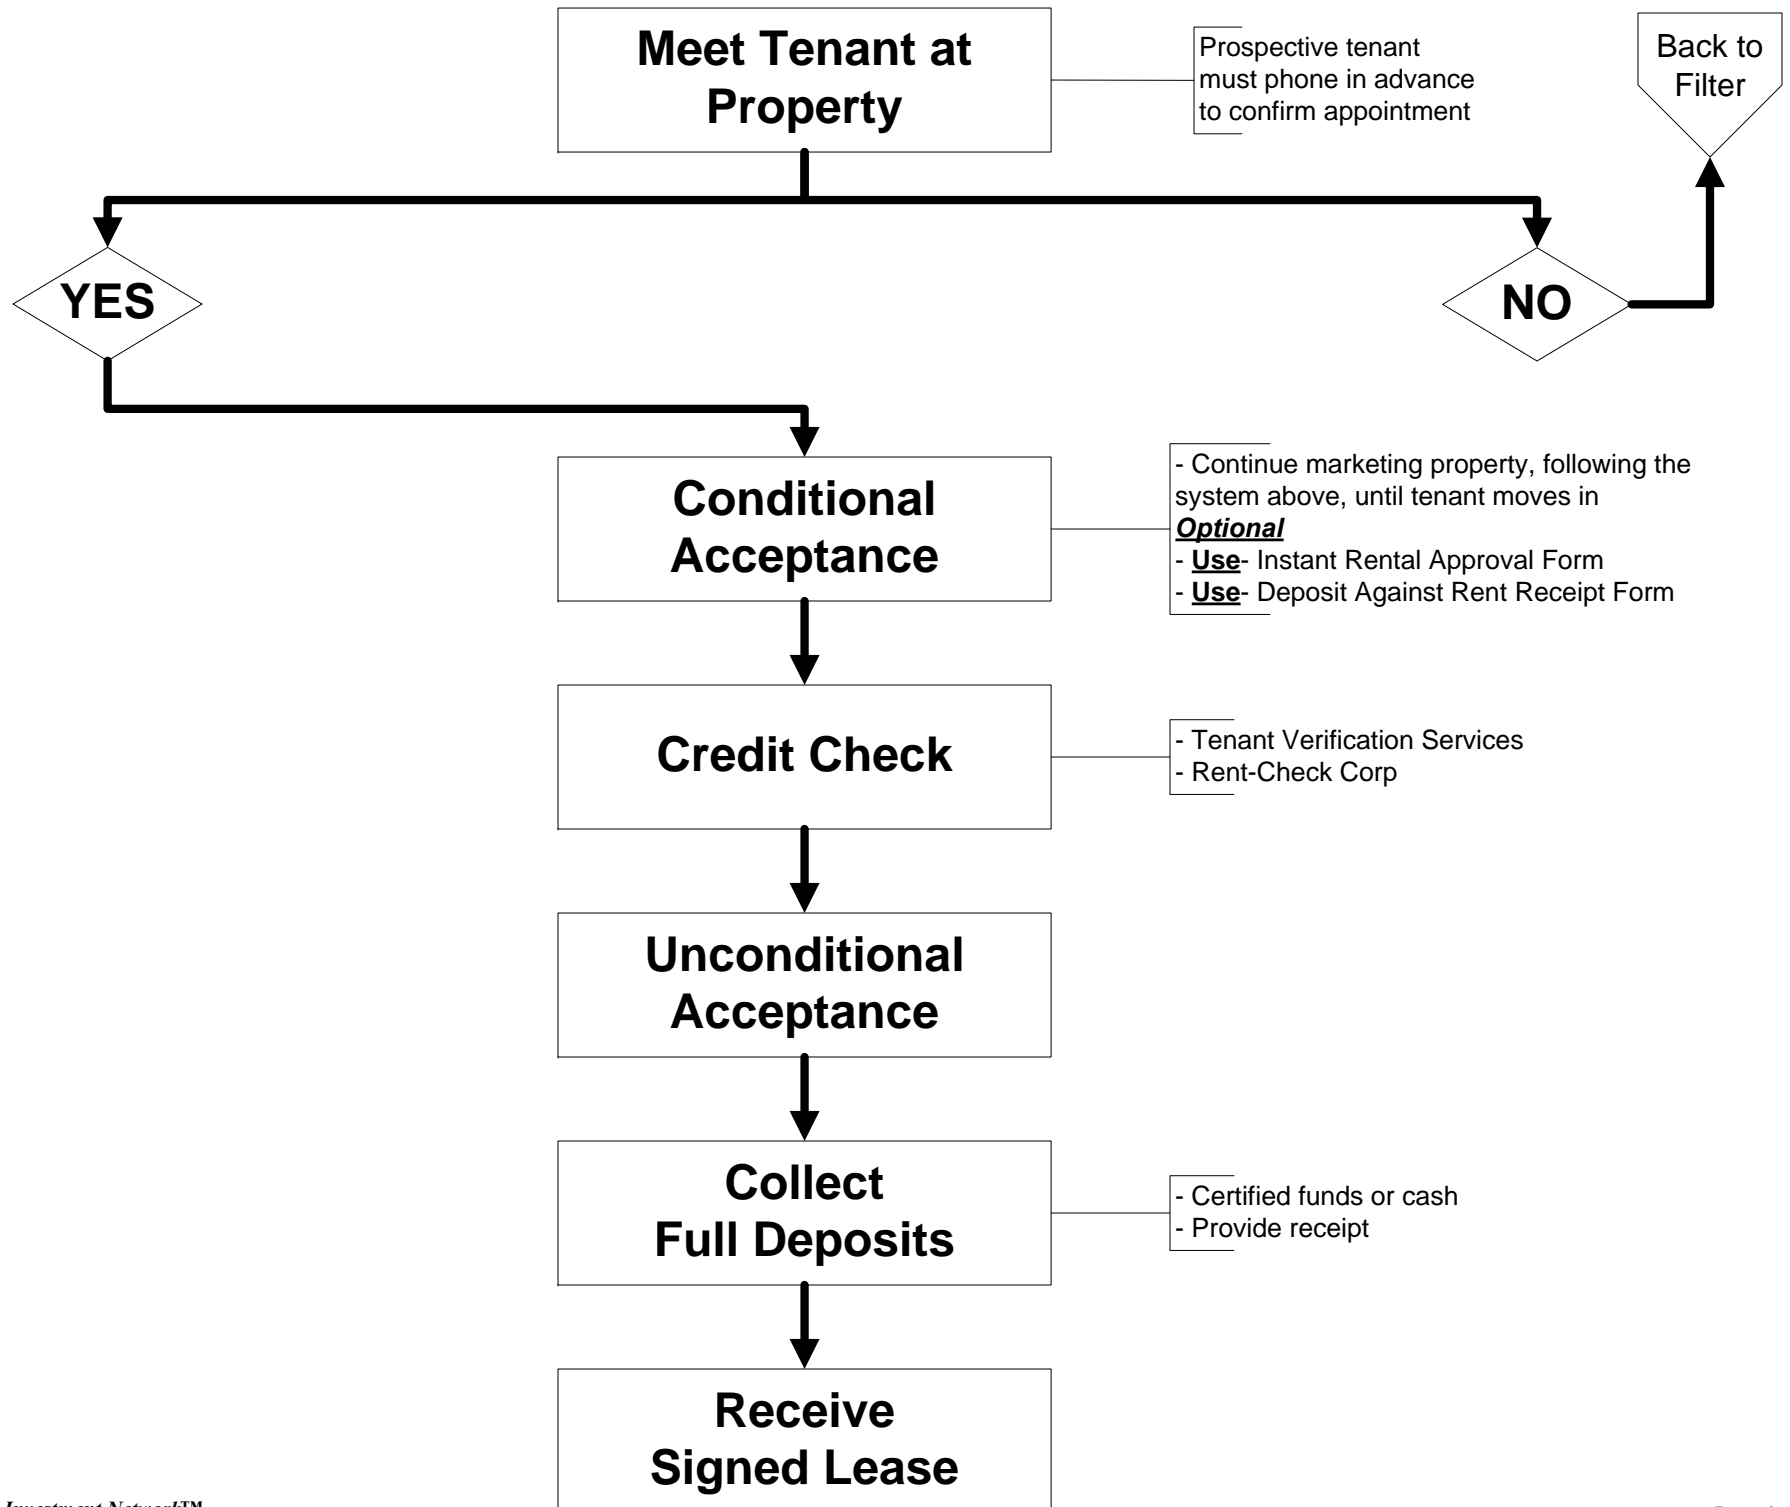 Meet Tenant at
Property
Prospective tenant
must phone in advance
to confirm appointment
Back to
Filter
YES
NO
Conditional
Acceptance
- Continue marketing property, following the
system above, until tenant moves in
Optional
- Use- Instant Rental Approval Form
- Use- Deposit Against Rent Receipt Form
Credit Check
- Tenant Verification Services
- Rent-Check Corp
Unconditional
Acceptance
Collect
Full Deposits
- Certified funds or cash
- Provide receipt
Receive
Signed Lease
Investment Network™